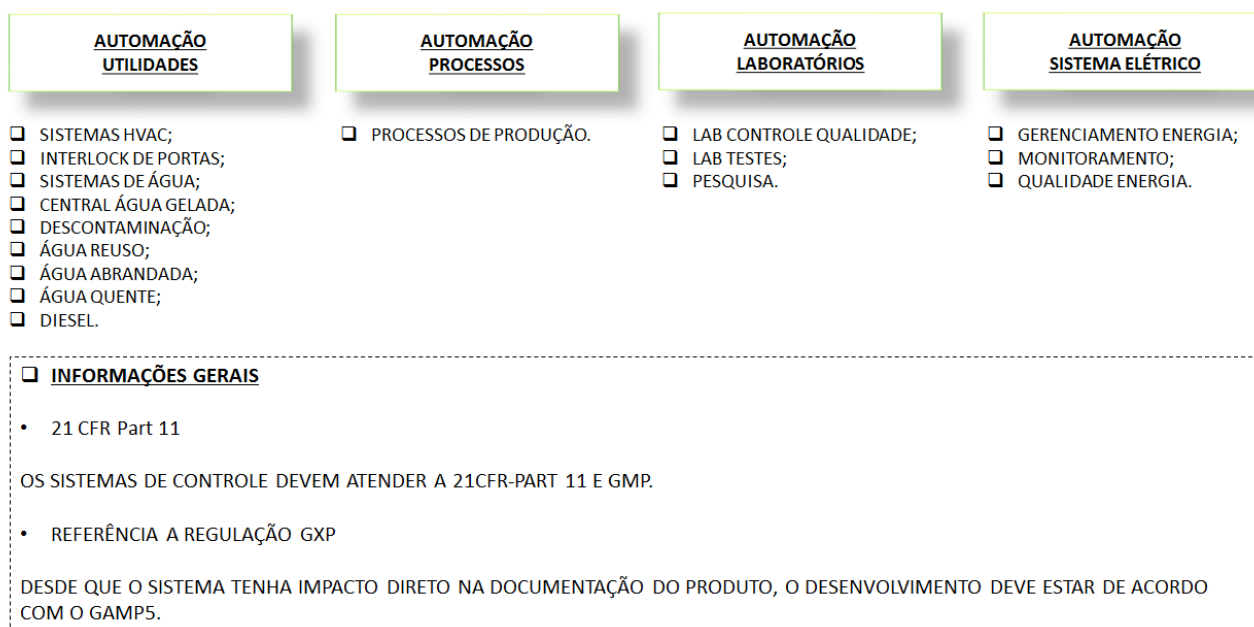 AUTOMAÇÃO
UTILIDADES
SISTEMAS HVAC;
INTERLOCK DE PORTAS;
SISTEMAS DE ÁGUA;
CENTRAL ÁGUA GELADA;
DESCONTAMINAÇÃO;
ÁGUA REUSO;
ÁGUA ABRANDADA;
ÁGUA QUENTE;
DIESEL.
AUTOMAÇÃO
PROCESSOS
PROCESSOS DE PRODUÇÃO.
AUTOMAÇÃO
LABORATÓRIOS
LAB CONTROLE QUALIDADE;
LAB TESTES;
PESQUISA.
AUTOMAÇÃO
SISTEMA ELÉTRICO
GERENCIAMENTO ENERGIA;
MONITORAMENTO;
QUALIDADE ENERGIA.
INFORMAÇÕES GERAIS
• 21 CFR Part 11
OS SISTEMAS DE CONTROLE DEVEM ATENDER A 21CFR-PART 11 E GMP.
• REFERÊNCIA A REGULAÇÃO GXP
DESDE QUE O SISTEMA TENHA IMPACTO DIRETO NA DOCUMENTAÇÃO DO PRODUTO, O DESENVOLVIMENTO DEVE ESTAR DE ACORDO
COM O GAMP5.